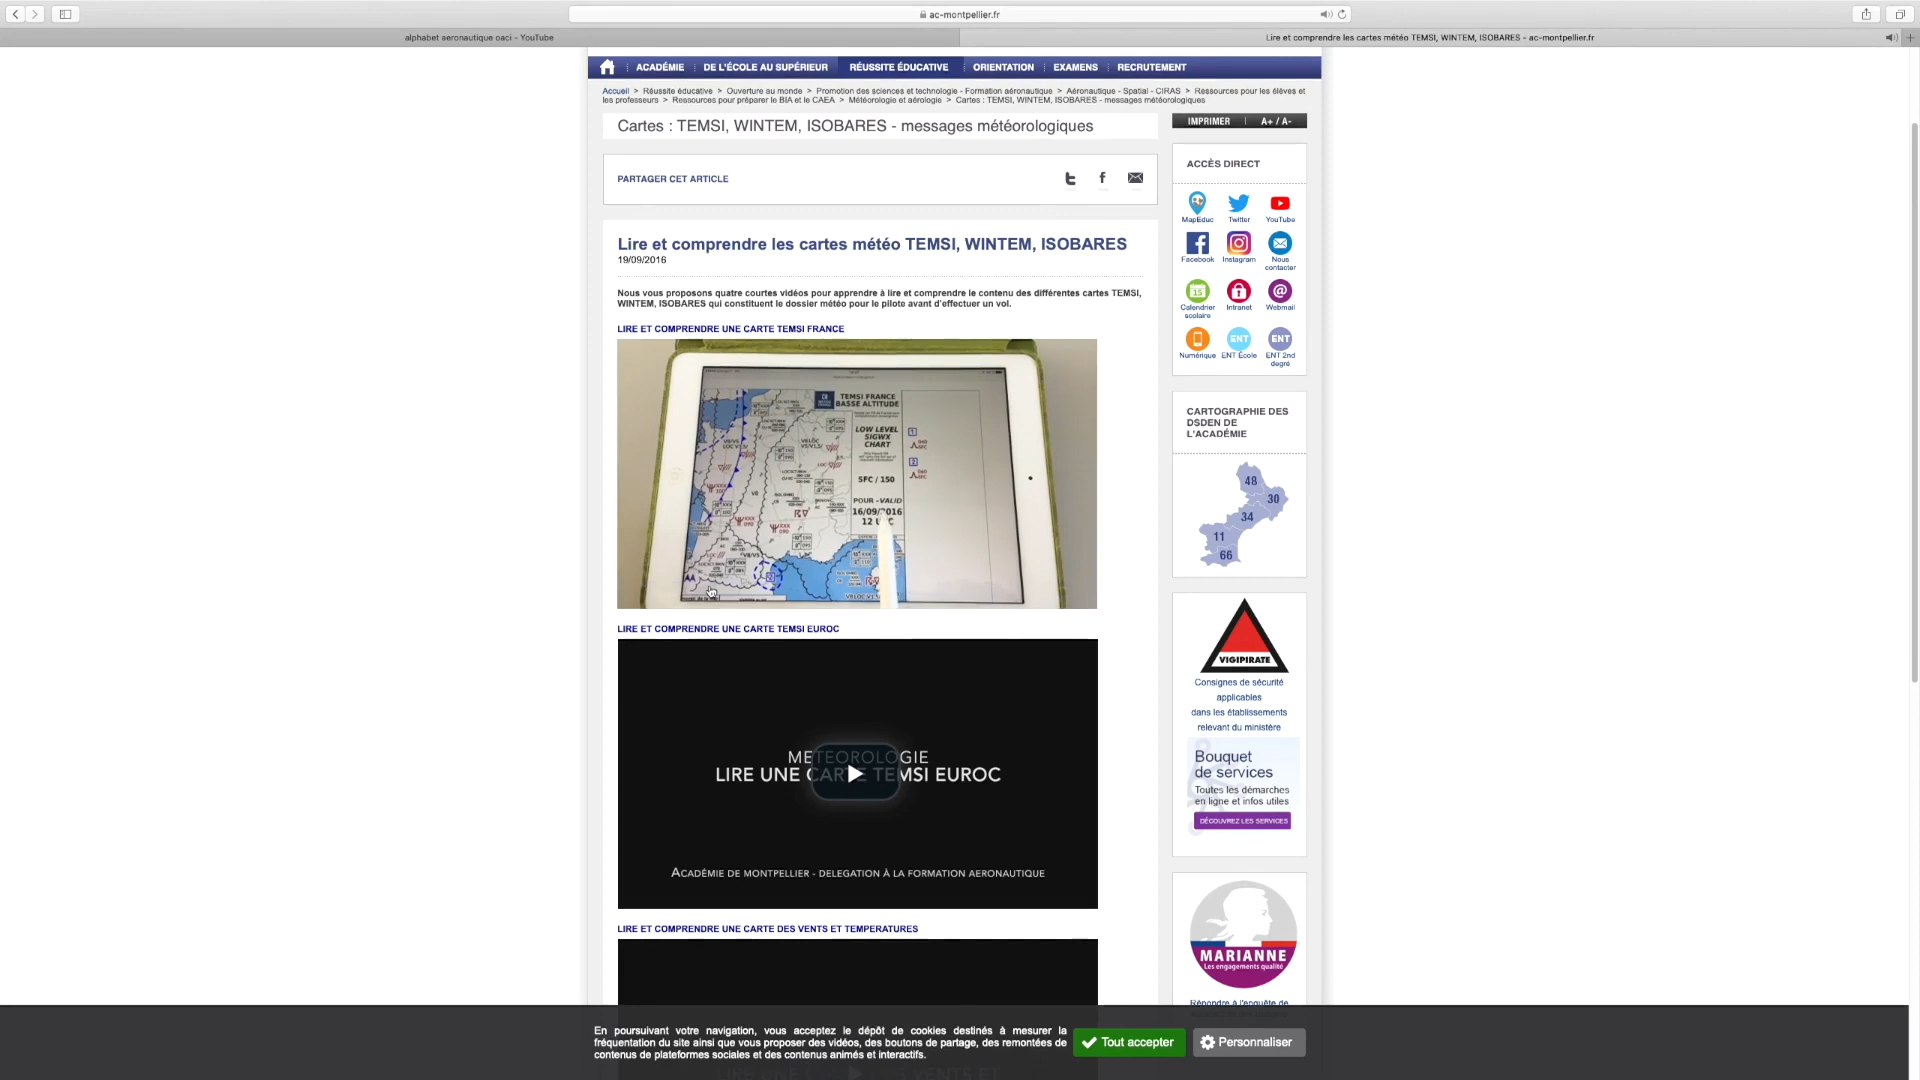 ac-montpellier.fr
alphabet aeronautique oaci - YouTube
Lire et comprendre les cartes météo TEMSI, WINTEM, ISOBARES - ac-montpellier.fr
ACADÉMIE
DE L'ÉCOLE AU SUPÉRIEUR
RÉUSSITE ÉDUCATIVE
ORIENTATION
EXAMENS
RECRUTEMENT
Accueil > Réussite éducative > Ouverture au monde > Promotion des sciences et technologie - Formation aéronautique > Aéronautique - Spatial - CIRAS > Ressources pour les élèves et
les professeurs > Ressources pour préparer le BIA et le CAEA > Météorologie et aérologie > Cartes : TEMSI, WINTEM, ISOBARES - messages météorologiques
Cartes : TEMSI, WINTEM, ISOBARES - messages météorologiques
IMPRIMER
A+ / A-
PARTAGER CET ARTICLE
Lire et comprendre les cartes météo TEMSI, WINTEM, ISOBARES
19/09/2016
Nous vous proposons quatre courtes vidéos pour apprendre à lire et comprendre le contenu des différentes cartes TEMSI,
WINTEM, ISOBARES qui constituent le dossier météo pour le pilote avant d'effectuer un vol.
LIRE ET COMPRENDRE UNE CARTE TEMSI FRANCE
TEMSI FRANCE
BASSE ALTITUDE
LOW LEVEL
SIGWX
CHART
SFC / 150
POUR - VALID
16/09/2016
12 UTC
1
2
LIRE ET COMPRENDRE UNE CARTE TEMSI EUROC
METEOROLOGIE
LIRE UNE CARTE TEMSI EUROC
ACADÉMIE DE MONTPELLIER - DELEGATION À LA FORMATION AERONAUTIQUE
LIRE ET COMPRENDRE UNE CARTE DES VENTS ET TEMPERATURES
ACCÈS DIRECT
MapEduc
Twitter
YouTube
Facebook
Instagram
Nous
contacter
15
Calendrier
scolaire
Intranet
@
Webmail
Numérique
ENT
ENT École
ENT
ENT 2nd
degré
CARTOGRAPHIE DES
DSDEN DE
L'ACADÉMIE
48
30
34
11
66
VIGIPIRATE
Consignes de sécurité
applicables
dans les établissements
relevant du ministère
Bouquet
de services
Toutes les démarches
en ligne et infos utiles
DÉCOUVREZ LES SERVICES
MARIANNE
Les engagements qualité
Répondre à l'enquête de
En poursuivant votre navigation, vous acceptez le dépôt de cookies destinés à mesurer la
fréquentation du site ainsi que vous proposer des vidéos, des boutons de partage, des remontées de
contenus de plateformes sociales et des contenus animés et interactifs.
Tout accepter
Personnaliser